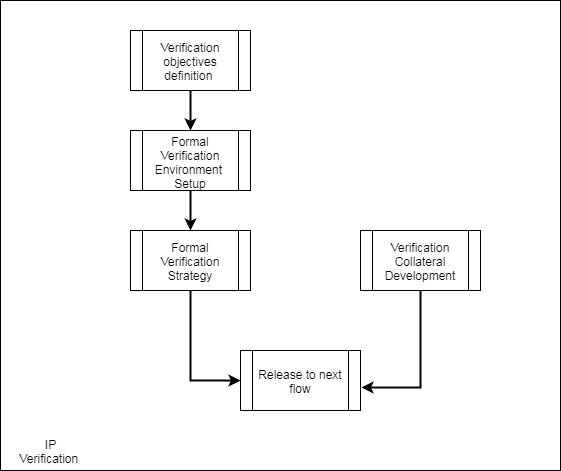 Verification
objectives
definition
Formal
Verification
Environment
Setup
Formal
Verification
Strategy
Verification
Collateral
Development
Release to next
flow
IP
Verification